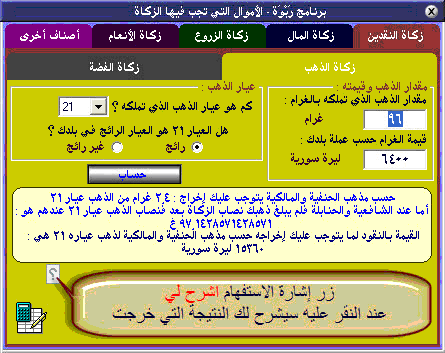 برنامج رَبْوَة - الأموال التي تجب فيها الزكاة
زكاة النقدين
زكاة المال
زكاة الزروع
زكاة الأنعام
أصناف أخرى
زكاة الذهب
زكاة الفضة
مقدار الذهب وقيمته :
مقدار الذهب الذي تملكه بالغرام :
٩٦ غرام
قيمة الغرام حسب عملة بلدك :
٦٤٠٠ ليرة سورية
عيار الذهب :
كم هو عيار الذهب الذي تملكه ؟ 21
هل العيار ٢١ هو العيار الرائج في بلدك ؟
رائج
غير رائج
حساب
حسب مذهب الحنفية والمالكية يتوجب عليك إخراج : ٢,٤ غرام من الذهب عيار ٢١
أما عند الشافعية والحنابلة فلم يبلغ ذهبك نصاب الزكاة بعد فنصاب الذهب عيار ٢١ عندهم هو :
٩٧,١٤٢٨٥٧١٤٢٨٥٧١ غ
القيمة بالنقود لما يتوجب عليك إخراجه حسب مذهب الحنفية والمالكية لذهب عياره ٢١ هي :
١٥٣٦٠ ليرة سورية
؟
زر إشارة الاستفهام اشرح لي
عند النقر عليه سيشرح لك النتيجة التي خرجت